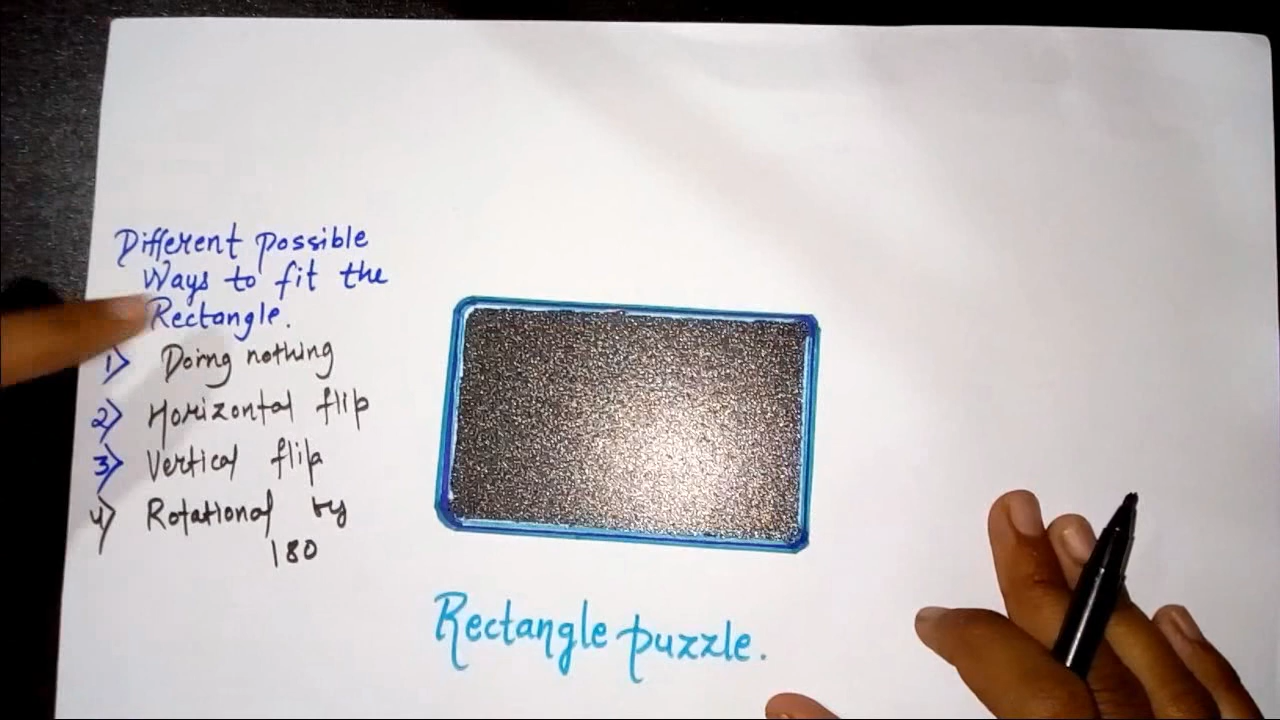 Different possible
Ways to fit the
Rectangle.
1) Doing nothing
2) Horizontal flip
3) Vertical flip
4) Rotational by
180
Rectangle puzzle.